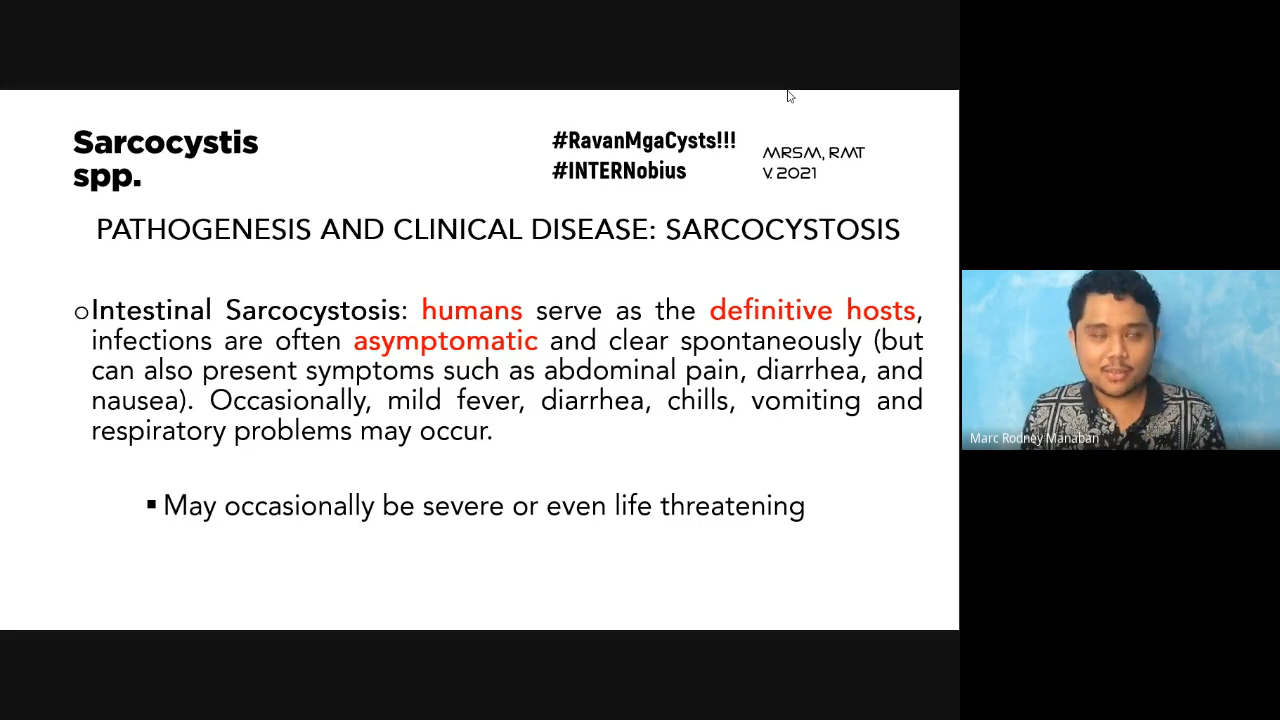 Sarcocystis
spp.
#RavanMgaCysts!!!
#INTERNobius
MRSM, RMT
V. 2021
PATHOGENESIS AND CLINICAL DISEASE: SARCOCYSTOSIS
oIntestinal Sarcocystosis: humans serve as the definitive hosts,
infections are often asymptomatic and clear spontaneously (but
can also present symptoms such as abdominal pain, diarrhea, and
nausea). Occasionally, mild fever, diarrhea, chills, vomiting and
respiratory problems may occur.
▪ May occasionally be severe or even life threatening
Marc Rodney Manaban